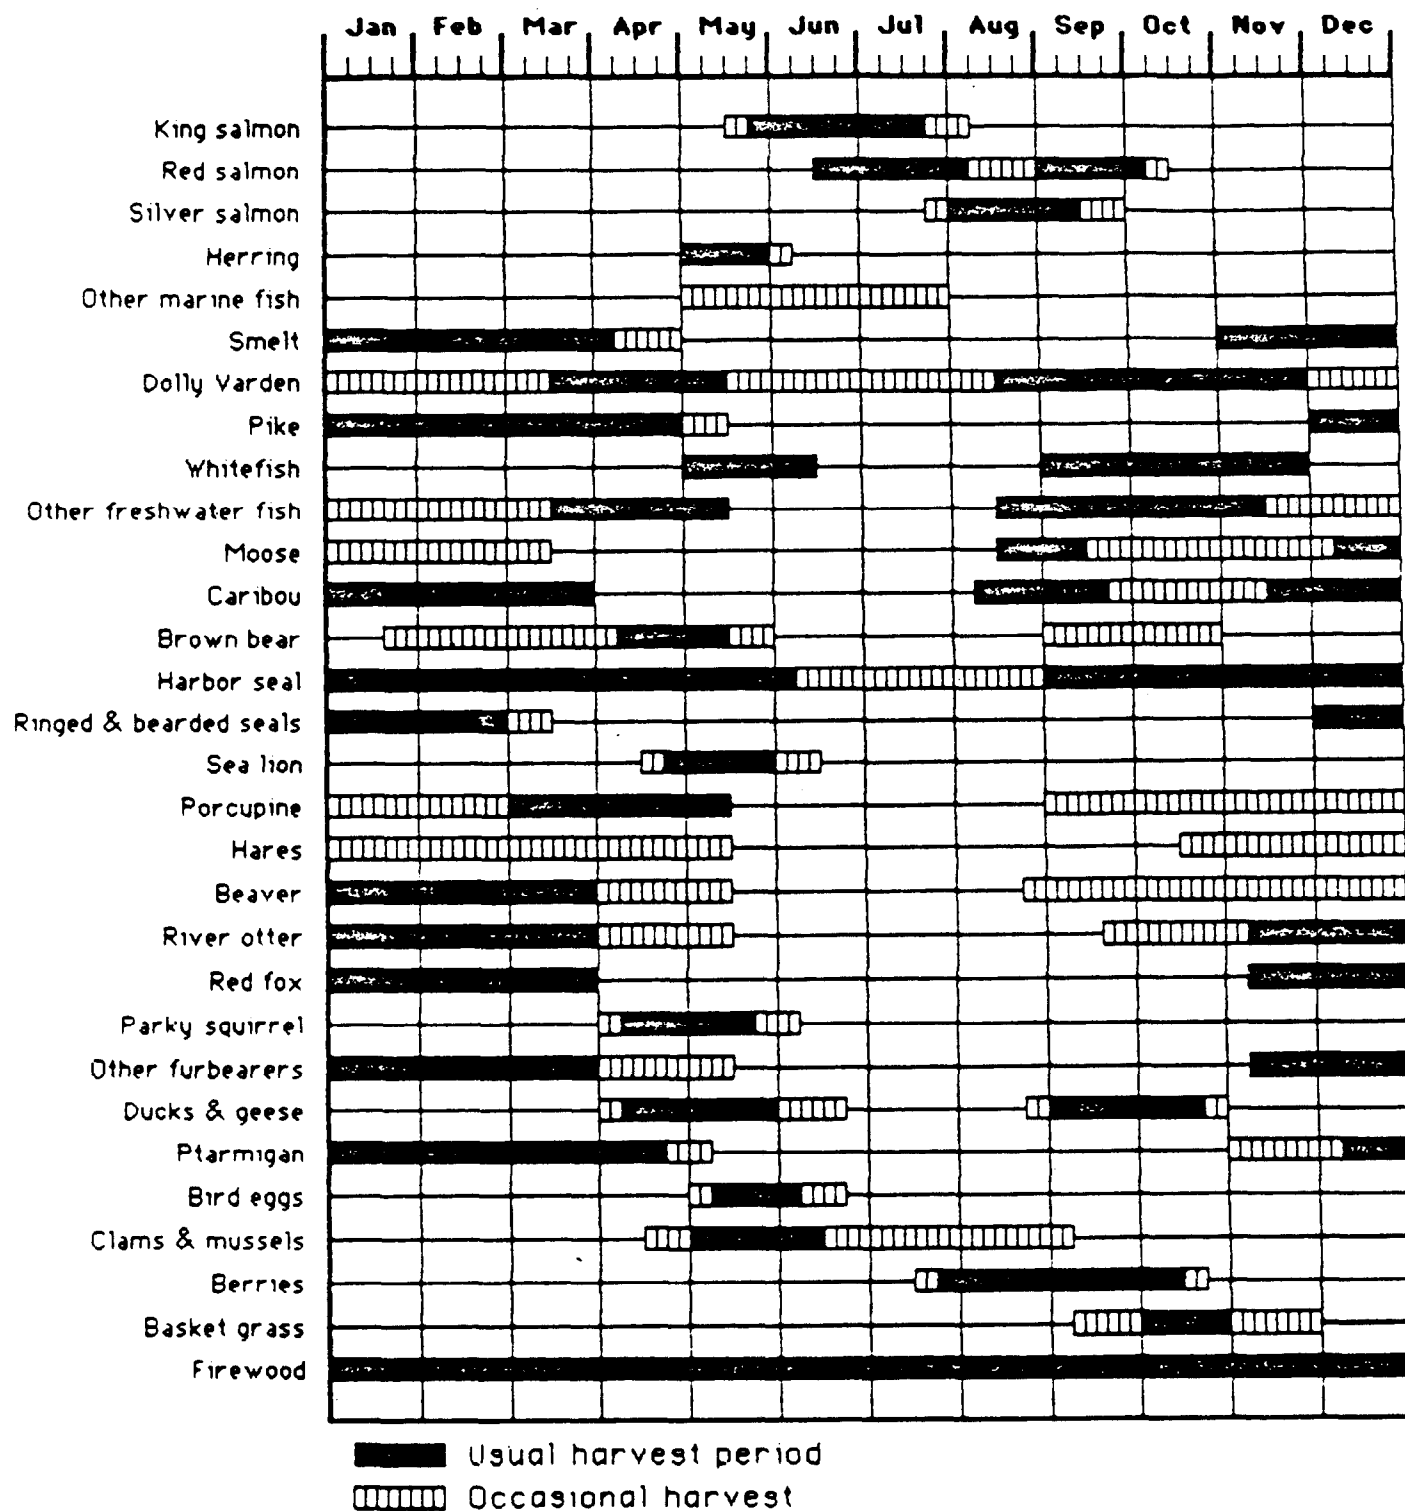 Jan Feb Mar Apr May Jun Jul Aug Sep Oct Nov Dec
King salmon
Red salmon
Silver salmon
Herring
Other marine fish
Smelt
Dolly Varden
Pike
Whitefish
Other freshwater fish
Moose
Caribou
Brown bear
Harbor seal
Ringed & bearded seals
Sea lion
Porcupine
Hares
Beaver
River otter
Red fox
Parky squirrel
Other furbearers
Ducks & geese
Ptarmigan
Bird eggs
Clams & mussels
Berries
Basket grass
Firewood
Usual harvest period
Occasional harvest